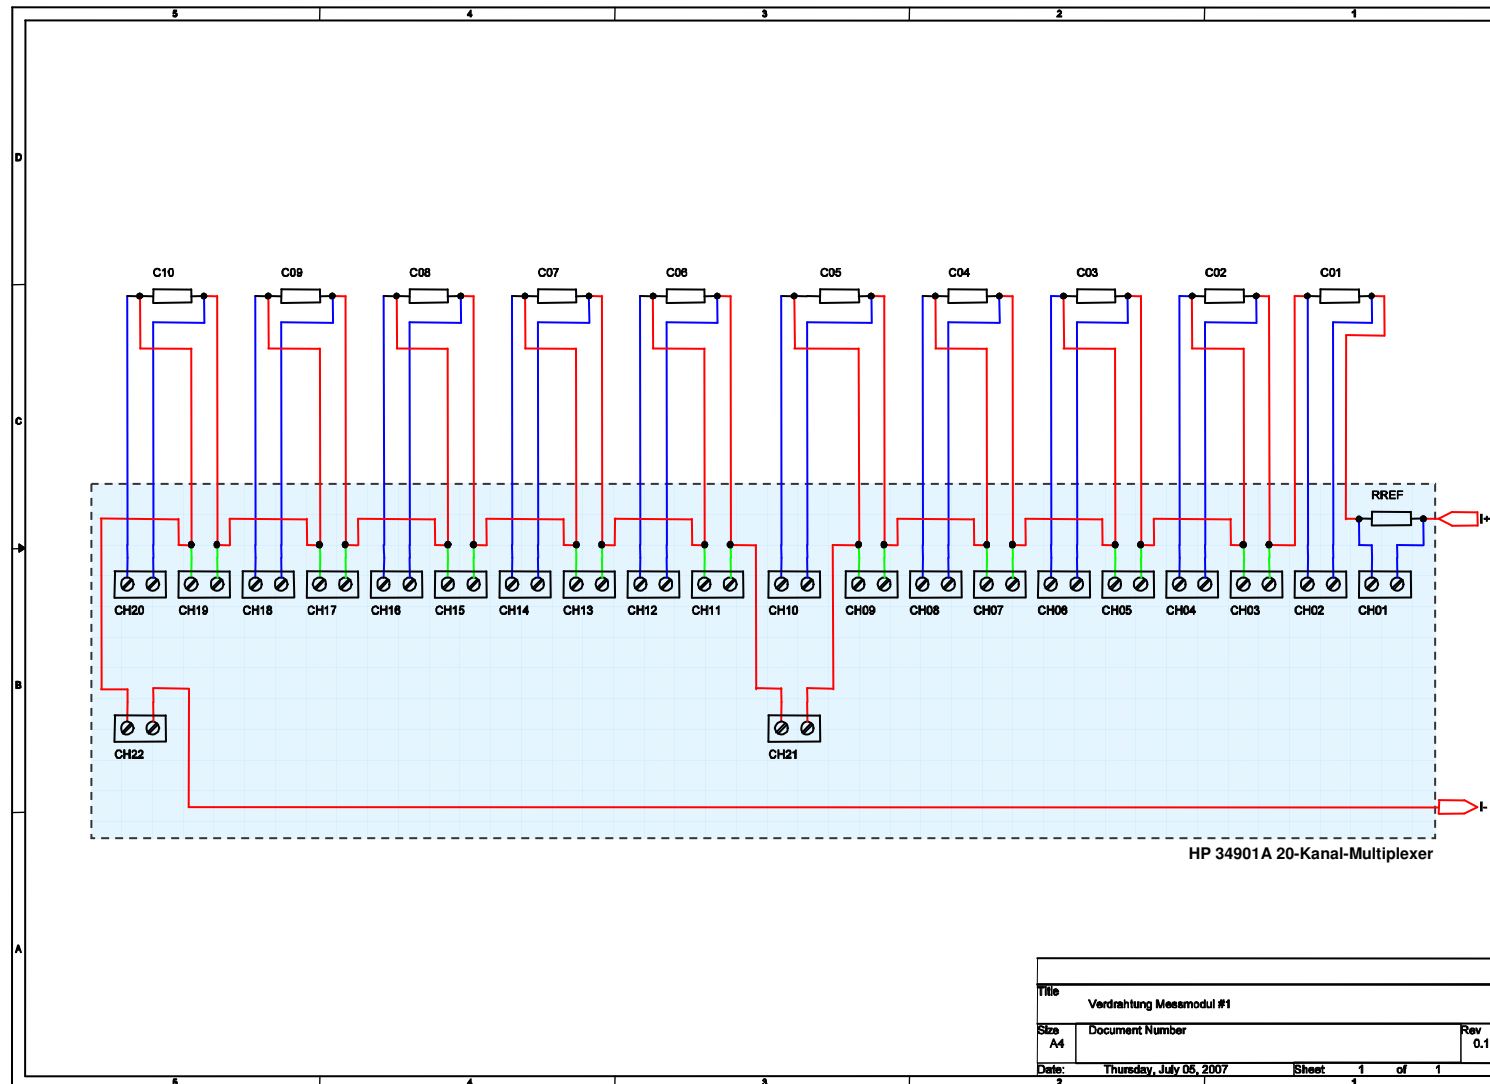 5 4 3 2 1
D
C10 C09 C08 C07 C06 C05 C04 C03 C02 C01
C
RREF
I+
CH20 CH19 CH18 CH17 CH16 CH15 CH14 CH13 CH12 CH11 CH10 CH09 CH08 CH07 CH06 CH05 CH04 CH03 CH02 CH01
B
CH22 CH21
I-
HP 34901A 20-Kanal-Multiplexer
A
Title
Verdrahtung Messmodul #1
Size Document Number Rev
A4 0.1
Date: Thursday, July 05, 2007 Sheet 1 of 1
5 4 3 2 1